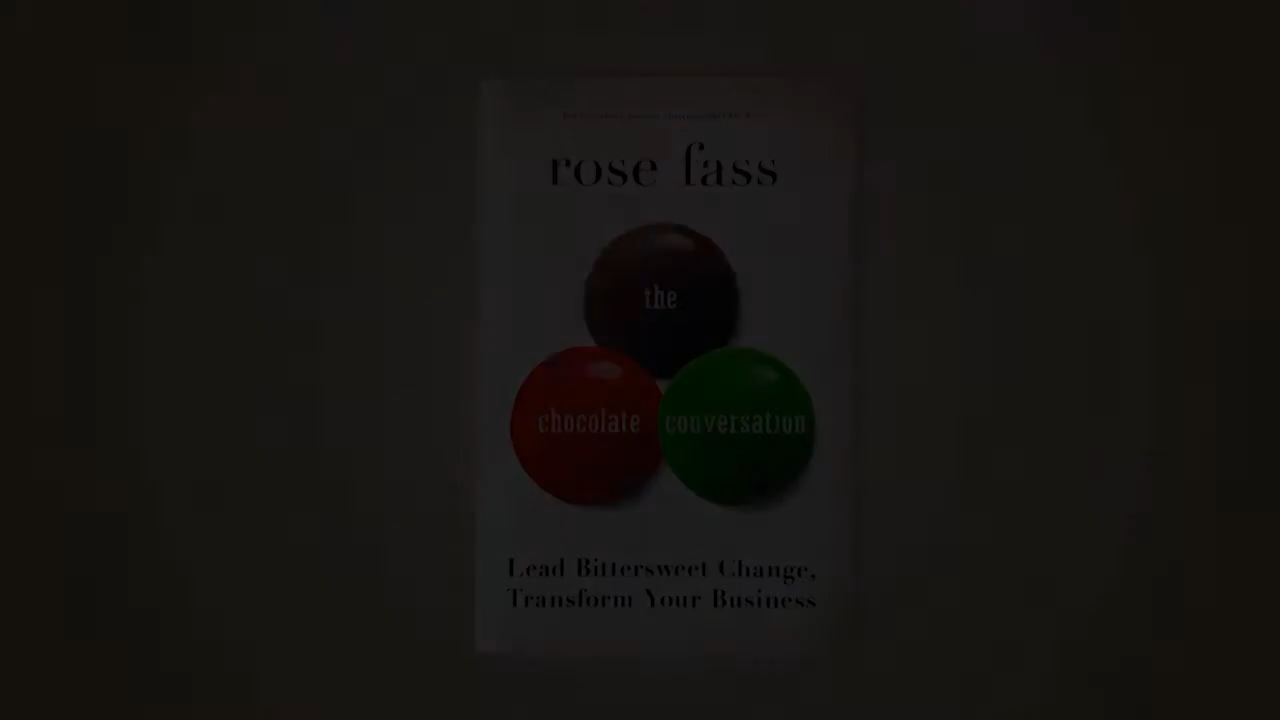 rose fass
the
chocolate conversation
Lead Bittersweet Change,
Transform Your Business